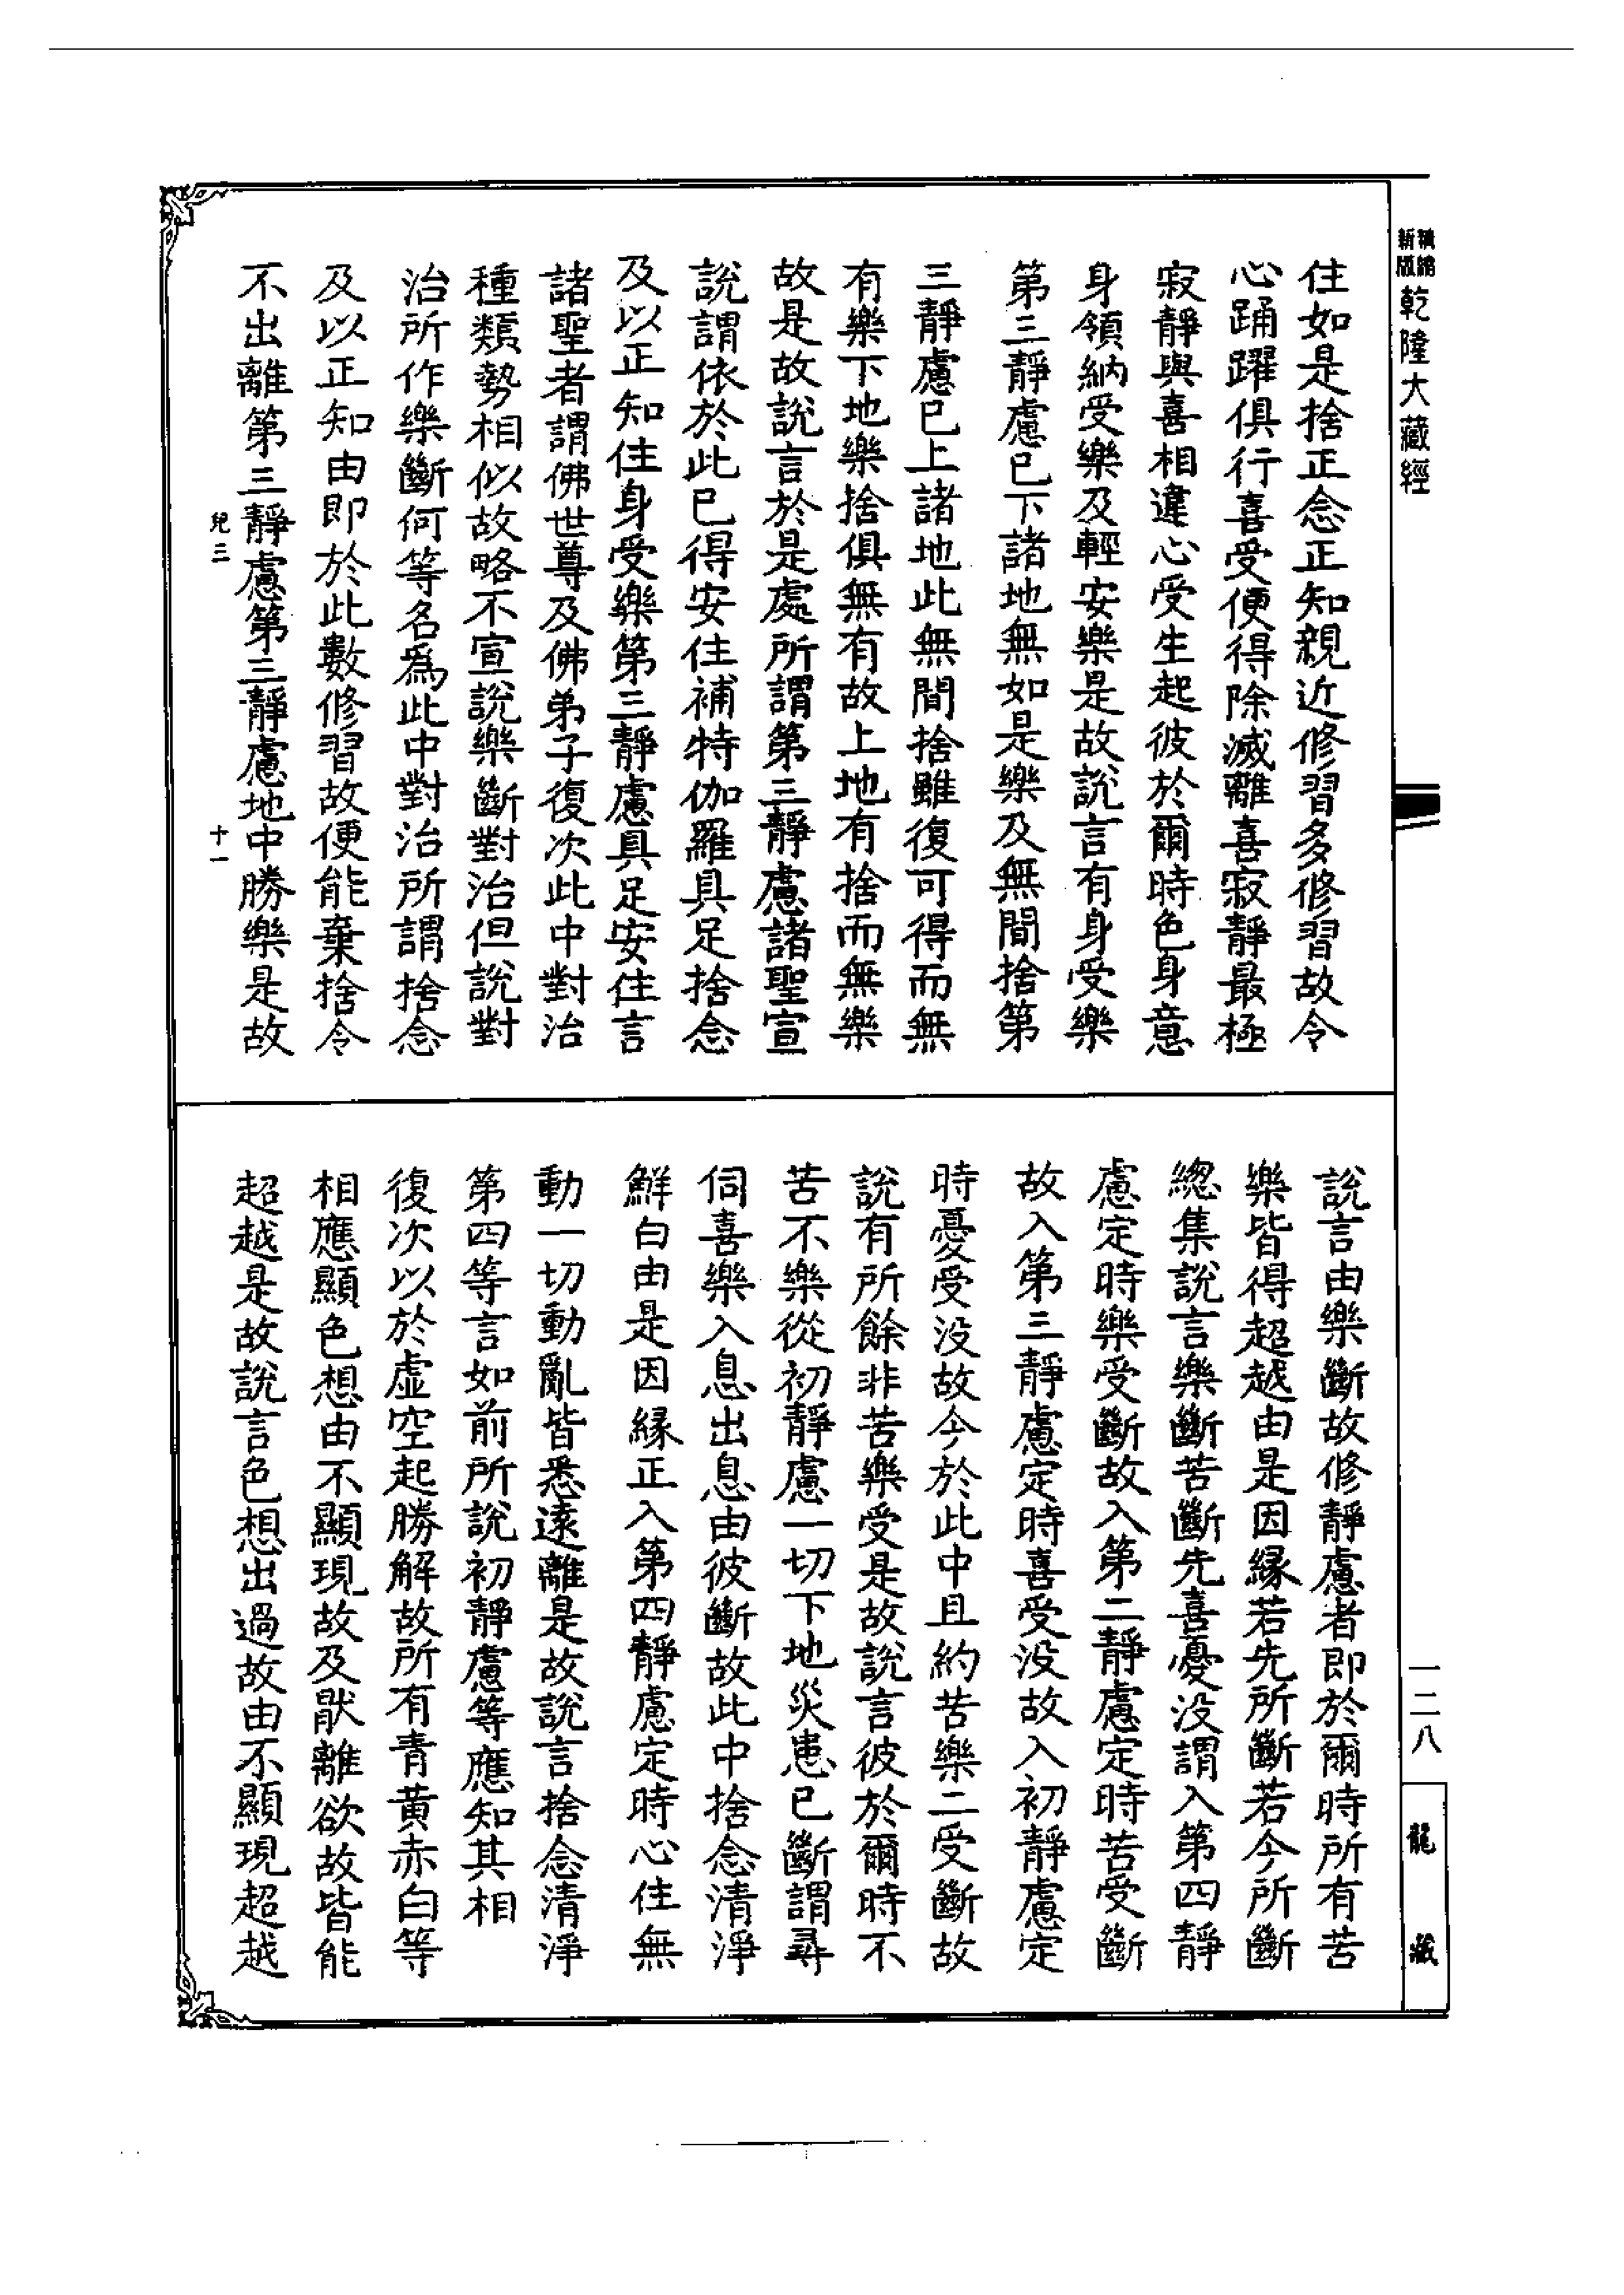 新編
縮版
乾隆大藏經
住如是捨正念正知親近修習多修習故令
心踊躍俱行喜受便得除滅離喜寂靜最極
寂靜與喜相違心受生起彼於爾時色身意
身領納受樂及輕安樂是故說言有身受樂
第三靜慮已下諸地無如是樂及無間捨第
三靜慮已上諸地此無間捨雖復可得而無
有樂下地樂捨俱無有故上地有捨而無樂
故是故說言於是處所謂第三靜慮諸聖宣
說謂依於此已得安住補特伽羅具足捨念
及以正知住身受樂第三靜慮具足安住言
諸聖者謂佛世尊及佛弟子復次此中對治
種類勢相似故略不宣說樂斷對治但說對
治所作樂斷何等名為此中對治所謂捨念
及以正知由即於此數修習故便能棄捨令
不出離第三靜慮第三靜慮地中勝樂是故
兒三
十一
說言由樂斷故修靜慮者即於爾時所有苦
樂皆得超越由是因緣若先所斷若今所斷
總集說言樂斷苦斷先喜憂没謂入第四靜
慮定時樂受斷故入第二靜慮定時苦受斷
故入第三靜慮定時喜受没故入初靜慮定
時憂受没故今於此中且約苦樂二受斷故
說有所餘非苦樂受是故說言彼於爾時不
苦不樂從初靜慮一切下地災患已斷謂尋
伺喜樂入息出息由彼斷故此中捨念清淨
鮮白由是因緣正入第四靜慮定時心住無
動一切動亂皆悉遠離是故說言捨念清淨
第四等言如前所說初靜慮等應知其相
復次以於虛空起勝解故所有青黃赤白等
相應顯色想由不顯現故及猒離欲故皆能
超越是故說言色想出過故由不顯現超越
一二八
龍藏